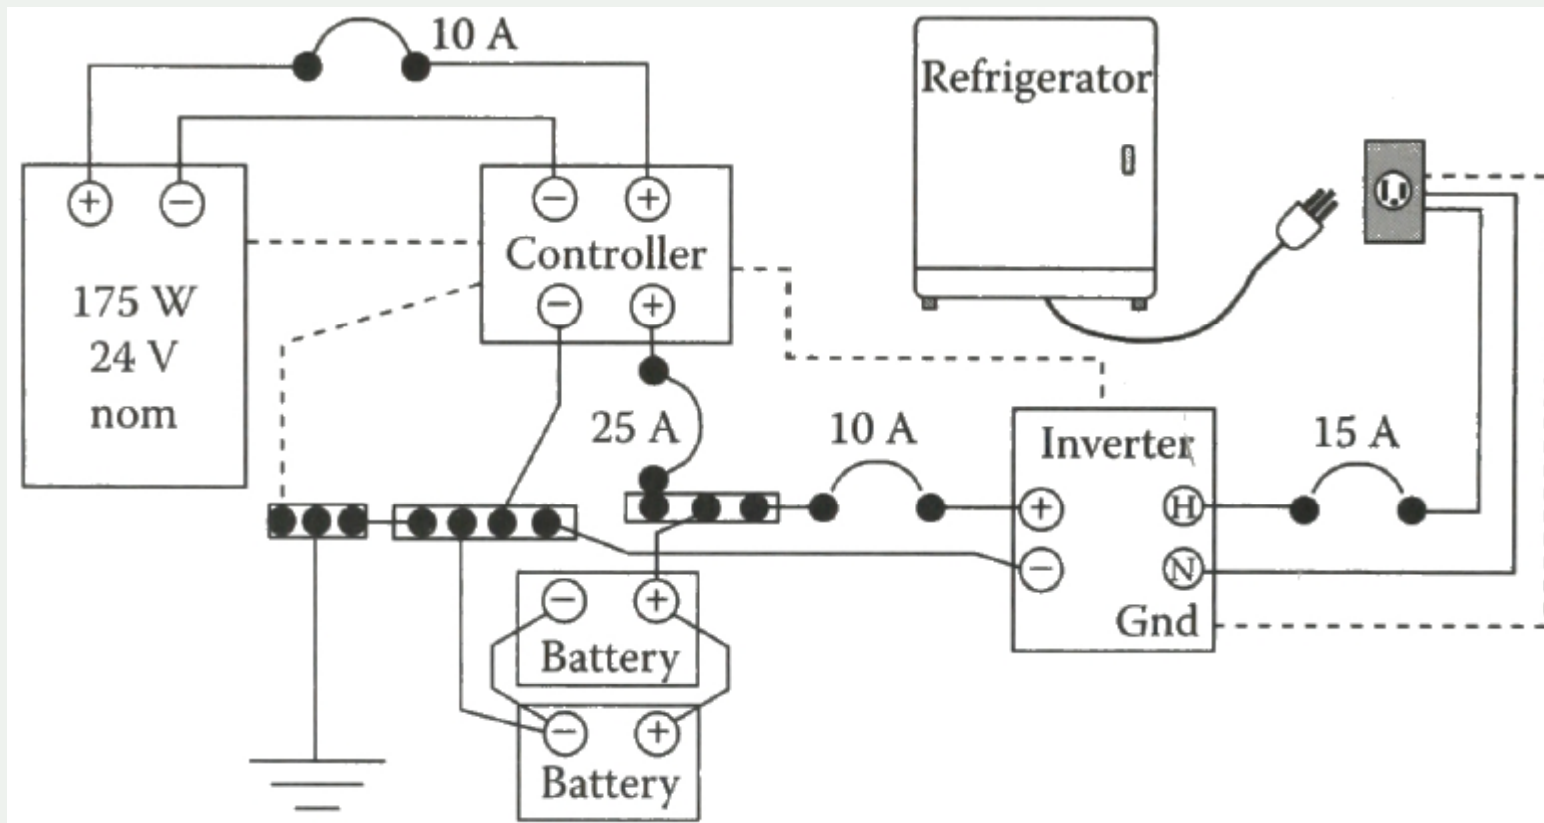 10 A
Refrigerator
+ −
− +
Controller
− +
175 W
24 V
nom
25 A
10 A
15 A
Inverter
+
−
H
N
Gnd
− +
Battery
− +
Battery